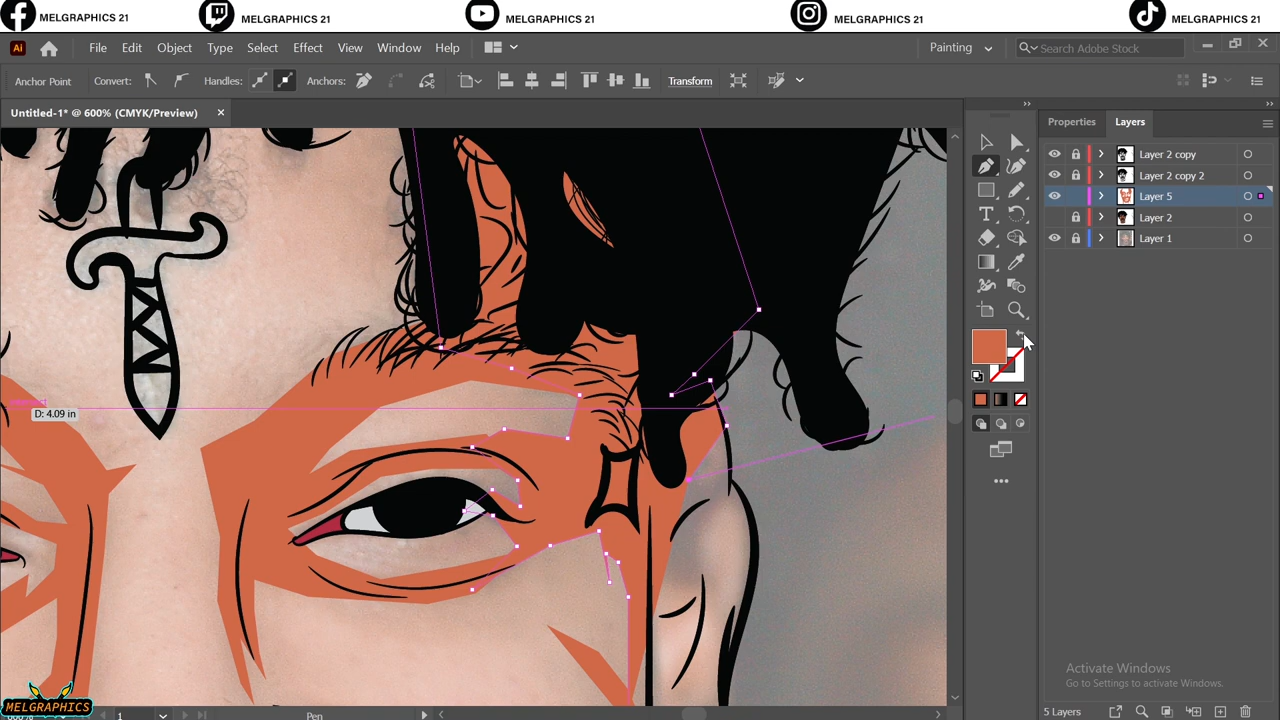 MELGRAPHICS 21 MELGRAPHICS 21 MELGRAPHICS 21 MELGRAPHICS 21 MELGRAPHICS 21
Ai File Edit Object Type Select Effect View Window Help Painting Search Adobe Stock
Anchor Point Convert: Handles: Anchors: Transform
Untitled-1* @ 600% (CMYK/Preview)
Properties Layers
Layer 2 copy
Layer 2 copy 2
Layer 5
Layer 2
Layer 1
D: 4.09 in
Activate Windows
Go to Settings to activate Windows.
MELGRAPHICS
1 Pen 5 Layers